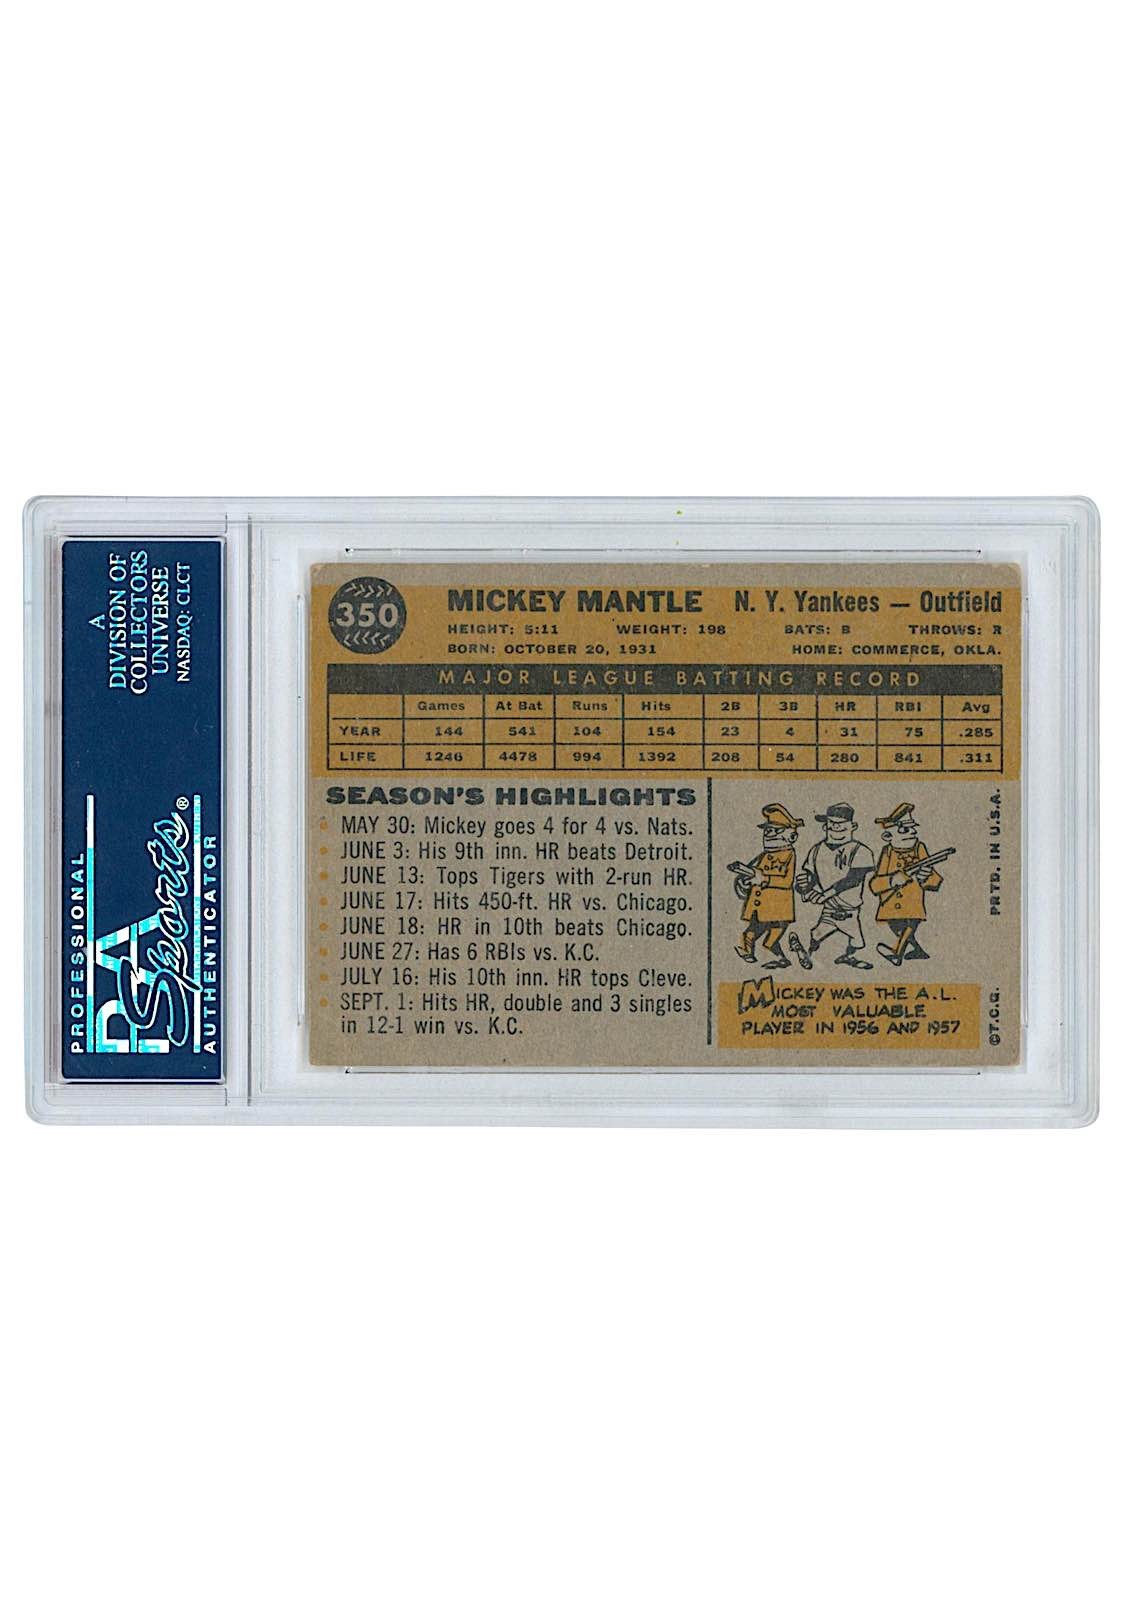 A
DIVISION OF
COLLECTORS
UNIVERSE
NASDAQ: CLCT
PROFESSIONAL
PSA
Sports®
AUTHENTICATOR
350
MICKEY MANTLE N. Y. Yankees — Outfield
HEIGHT: 5:11 WEIGHT: 198 BATS: B THROWS: R
BORN: OCTOBER 20, 1931 HOME: COMMERCE, OKLA.
MAJOR LEAGUE BATTING RECORD
Games At Bat Runs Hits 2B 3B HR RBI Avg
YEAR 144 541 104 154 23 4 31 75 .285
LIFE 1246 4478 994 1392 208 54 280 841 .311
SEASON'S HIGHLIGHTS
MAY 30: Mickey goes 4 for 4 vs. Nats.
JUNE 3: His 9th inn. HR beats Detroit.
JUNE 13: Tops Tigers with 2-run HR.
JUNE 17: Hits 450-ft. HR vs. Chicago.
JUNE 18: HR in 10th beats Chicago.
JUNE 27: Has 6 RBIs vs. K.C.
JULY 16: His 10th inn. HR tops Cleve.
SEPT. 1: Hits HR, double and 3 singles
in 12-1 win vs. K.C.
NY
MICKEY WAS THE A.L.
MOST VALUABLE
PLAYER IN 1956 AND 1957
©T.C.G. PRTD. IN U.S.A.